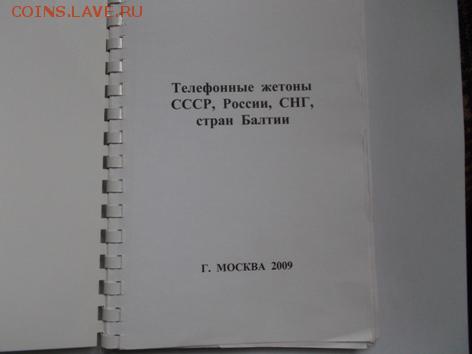 COINS.LAVE.RU
Телефонные жетоны
СССР, России, СНГ,
стран Балтии
Г. МОСКВА 2009